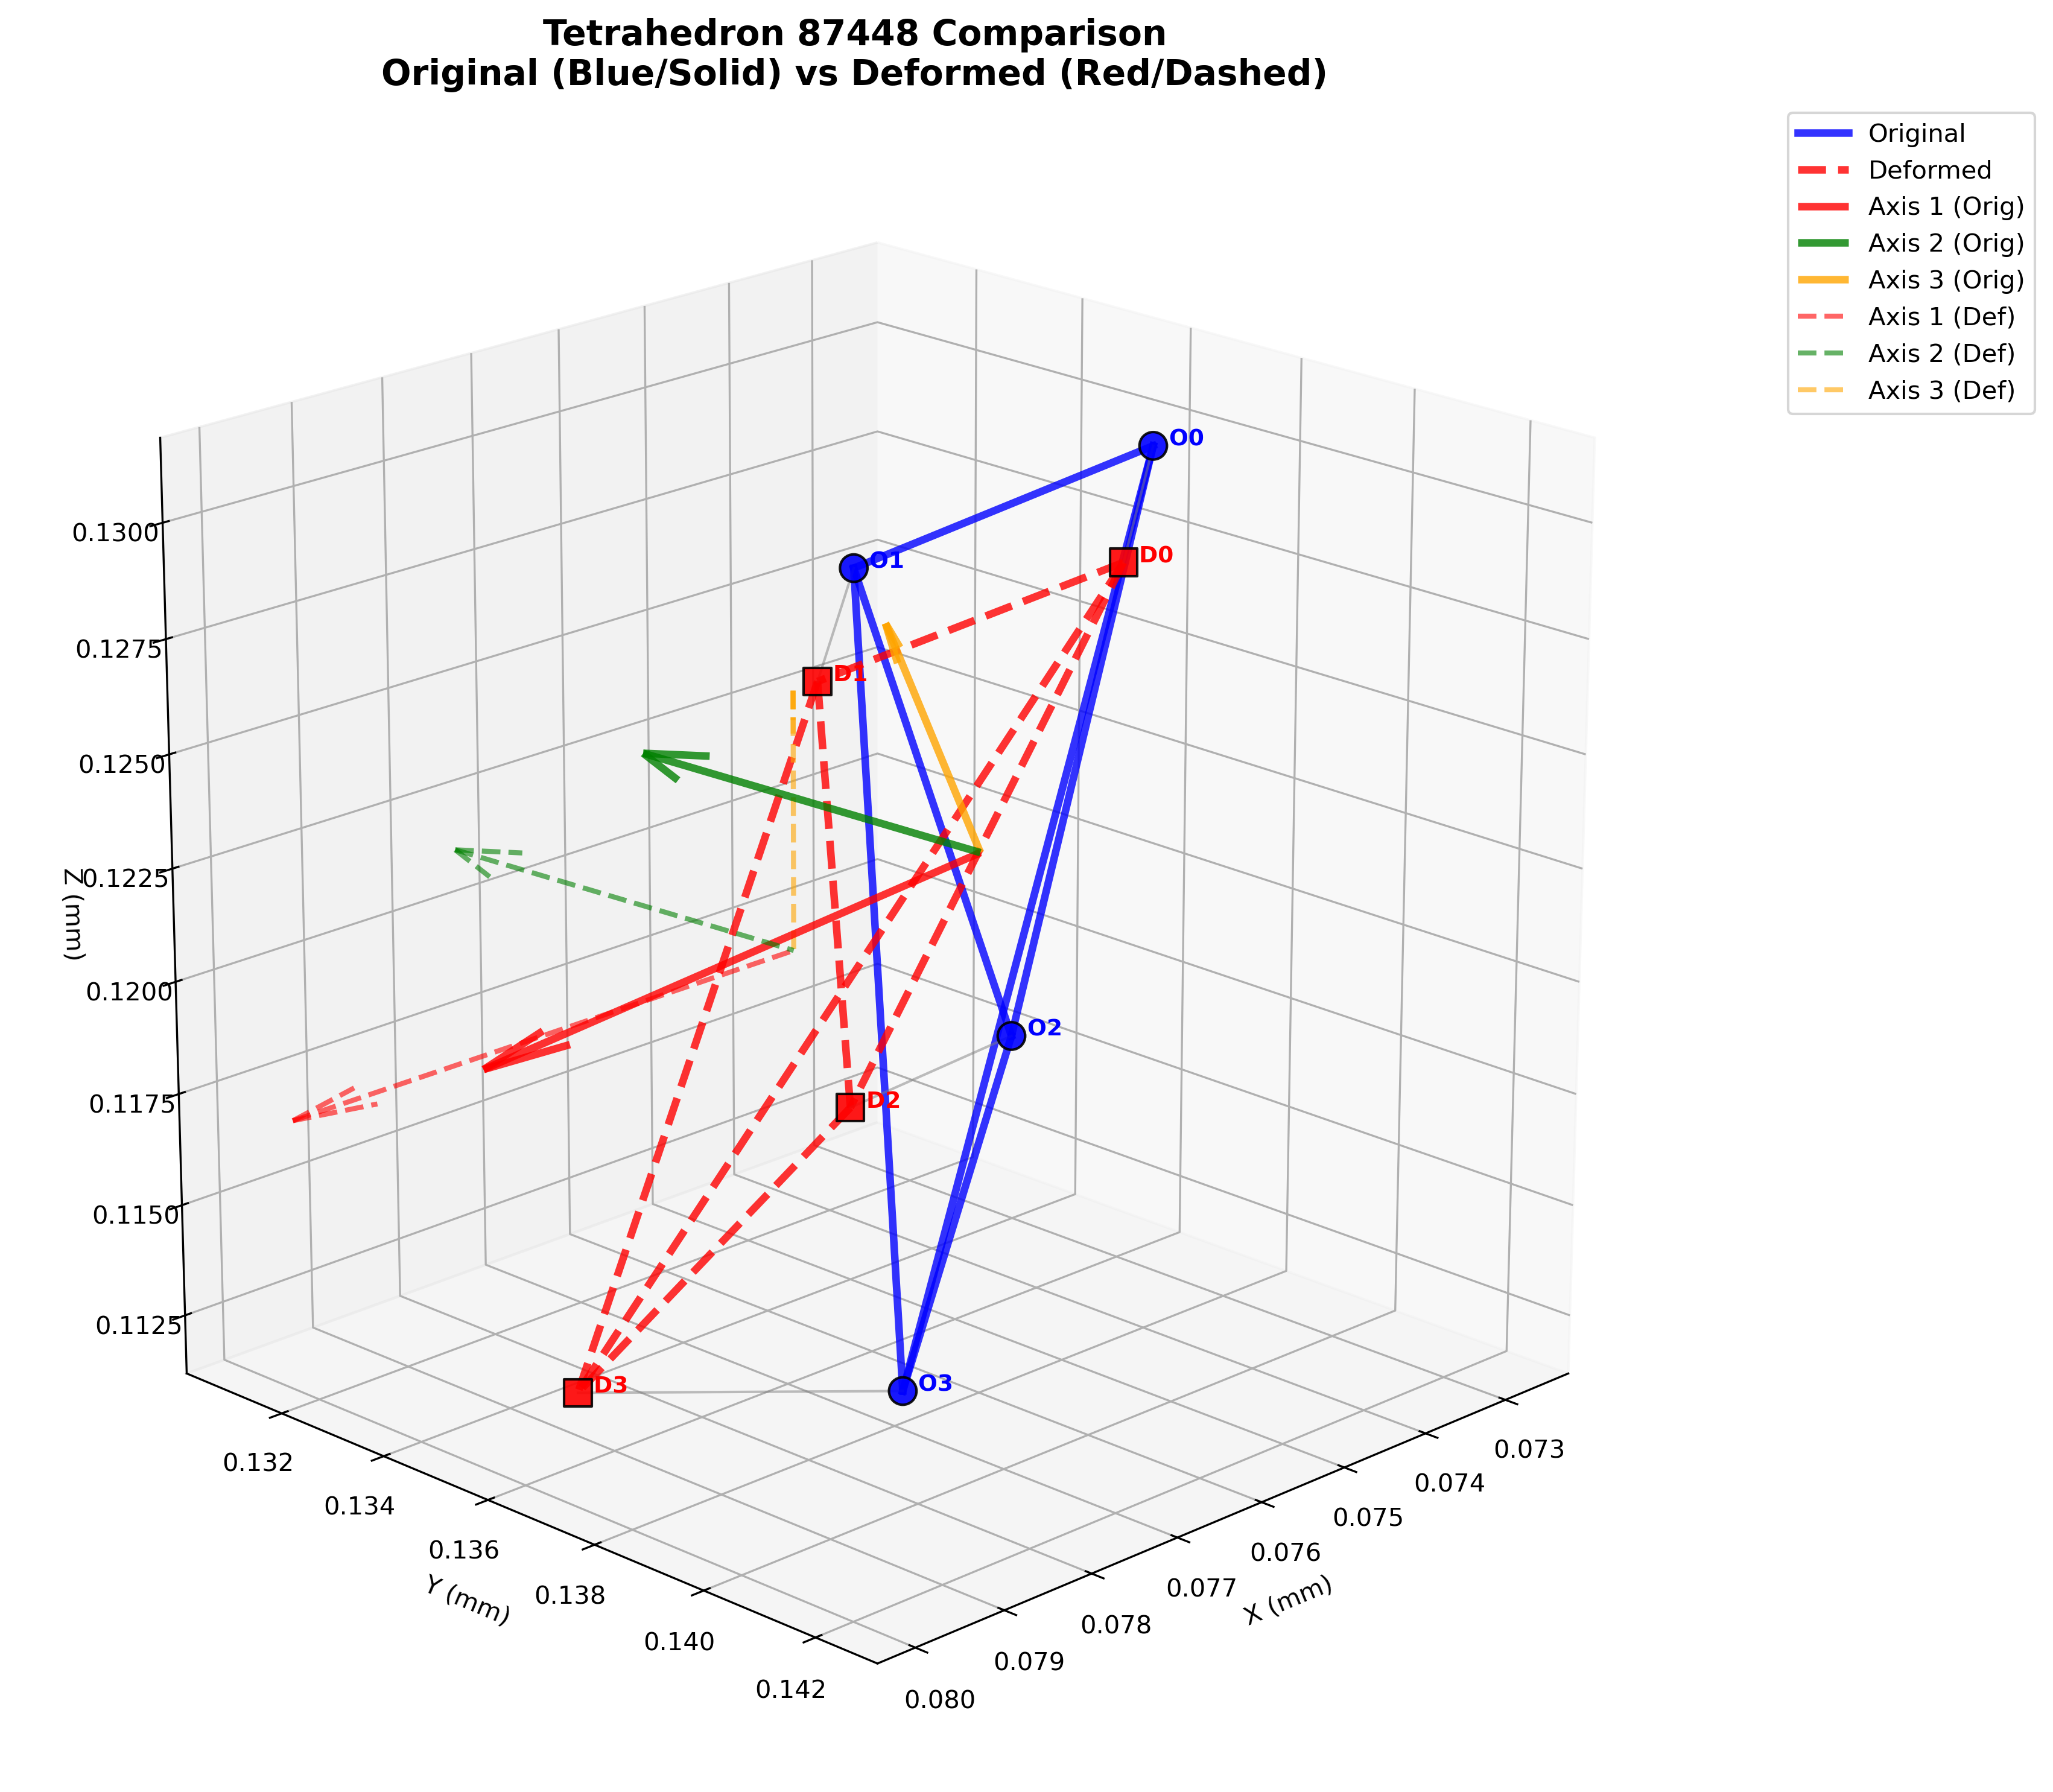 Tetrahedron 87448 Comparison
Original (Blue/Solid) vs Deformed (Red/Dashed)
Original
Deformed
Axis 1 (Orig)
Axis 2 (Orig)
Axis 3 (Orig)
Axis 1 (Def)
Axis 2 (Def)
Axis 3 (Def)
O0
O1
D0
D1
O2
D2
D3
O3
0.1300
0.1275
0.1250
0.1225
0.1200
0.1175
0.1150
0.1125
Z (mm)
0.132
0.134
0.136
0.138
0.140
0.142
Y (mm)
0.073
0.074
0.075
0.076
0.077
0.078
0.079
0.080
X (mm)